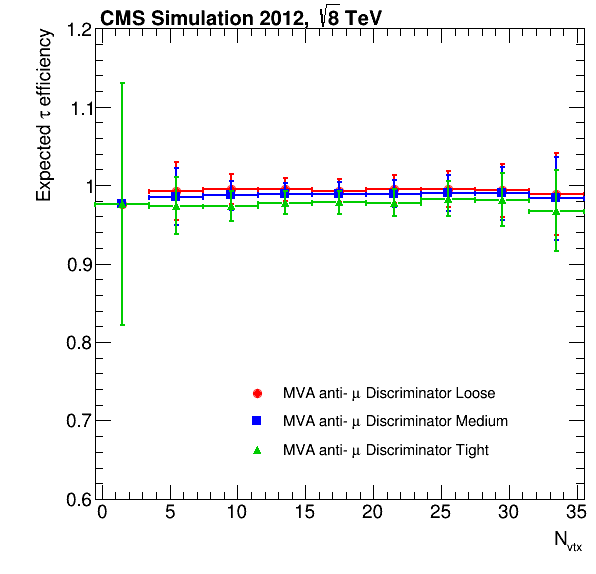 CMS Simulation 2012, √8 TeV
Expected τ efficiency
1.2
1.1
1
0.9
0.8
0.7
0.6
MVA anti- μ Discriminator Loose
MVA anti- μ Discriminator Medium
MVA anti- μ Discriminator Tight
0 5 10 15 20 25 30 35
Nvtx